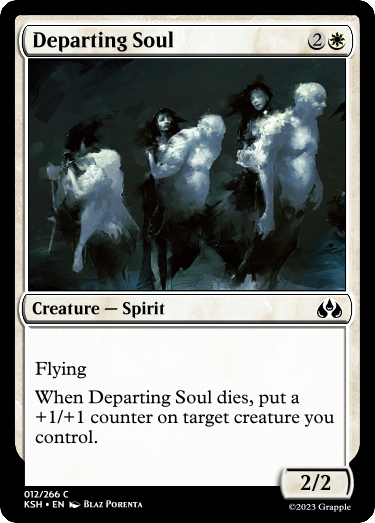 Departing Soul 2
Creature — Spirit
Flying
When Departing Soul dies, put a
+1/+1 counter on target creature you
control.
2/2
012/266 C
KSH • EN Blaz Porenta
©2023 Grapple